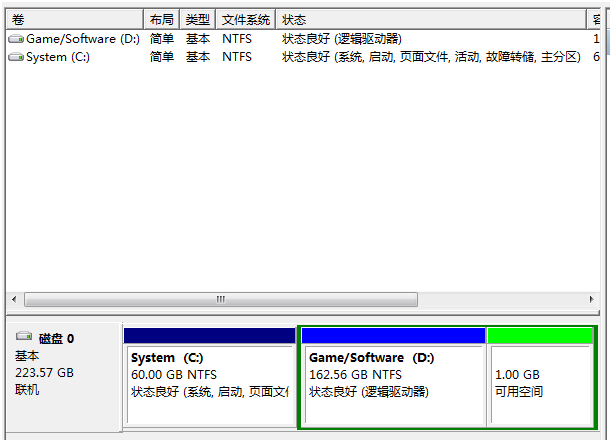 卷 布局 类型 文件系统 状态 容
Game/Software (D:) 简单 基本 NTFS 状态良好 (逻辑驱动器) 1
System (C:) 简单 基本 NTFS 状态良好 (系统, 启动, 页面文件, 活动, 故障转储, 主分区) 6
磁盘 0
基本
223.57 GB
联机
System (C:)
60.00 GB NTFS
状态良好 (系统, 启动, 页面文件
Game/Software (D:)
162.56 GB NTFS
状态良好 (逻辑驱动器)
1.00 GB
可用空间